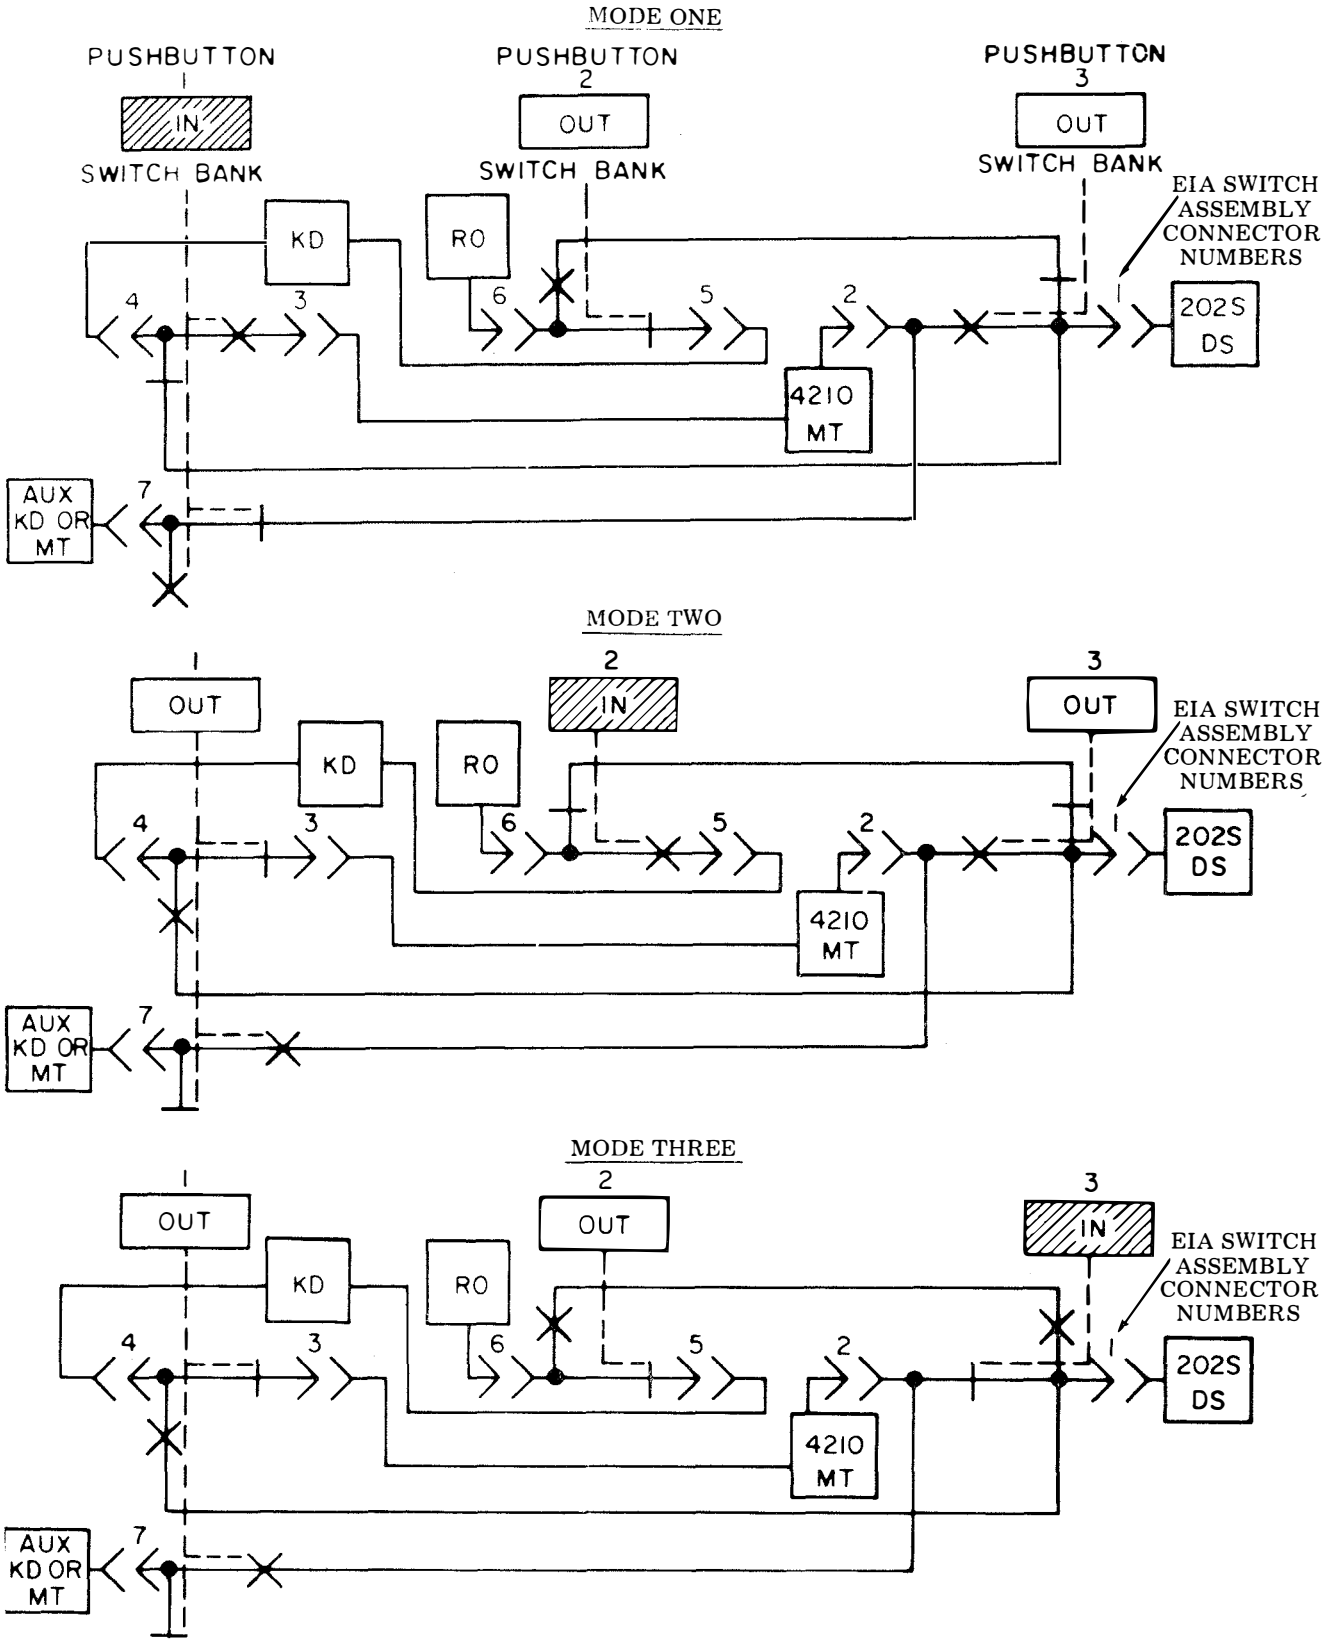 MODE ONE
PUSHBUTTON
1
IN
SWITCH BANK
PUSHBUTTON
2
OUT
SWITCH BANK
PUSHBUTTON
3
OUT
SWITCH BANK
EIA SWITCH
ASSEMBLY
CONNECTOR
NUMBERS
KD
RO
4
3
6
5
2
1
202S
DS
4210
MT
7
AUX
KD OR
MT
MODE TWO
1
OUT
2
IN
3
OUT
EIA SWITCH
ASSEMBLY
CONNECTOR
NUMBERS
KD
RO
4
3
6
5
2
1
202S
DS
4210
MT
7
AUX
KD OR
MT
MODE THREE
1
OUT
2
OUT
3
IN
EIA SWITCH
ASSEMBLY
CONNECTOR
NUMBERS
KD
RO
4
3
6
5
2
1
202S
DS
4210
MT
7
AUX
KD OR
MT